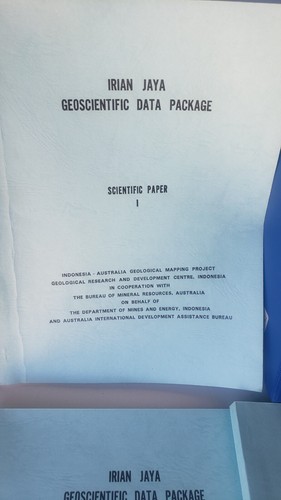 IRIAN JAYA
GEOSCIENTIFIC DATA PACKAGE
SCIENTIFIC PAPER
I
INDONESIA - AUSTRALIA GEOLOGICAL MAPPING PROJECT
GEOLOGICAL RESEARCH AND DEVELOPMENT CENTRE, INDONESIA
IN COOPERATION WITH
THE BUREAU OF MINERAL RESOURCES, AUSTRALIA
ON BEHALF OF
THE DEPARTMENT OF MINES AND ENERGY, INDONESIA
AND AUSTRALIA INTERNATIONAL DEVELOPMENT ASSISTANCE BUREAU
IRIAN JAYA
GEOSCIENTIFIC DATA PACKAGE